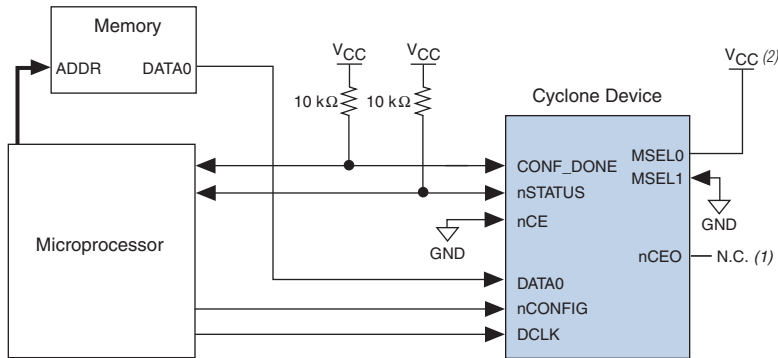 Memory
ADDR DATA0
VCC VCC
10 kΩ 10 kΩ
VCC (2)
Cyclone Device
MSEL0
MSEL1
GND
CONF_DONE
nSTATUS
nCE
GND
Microprocessor
nCEO N.C. (1)
DATA0
nCONFIG
DCLK